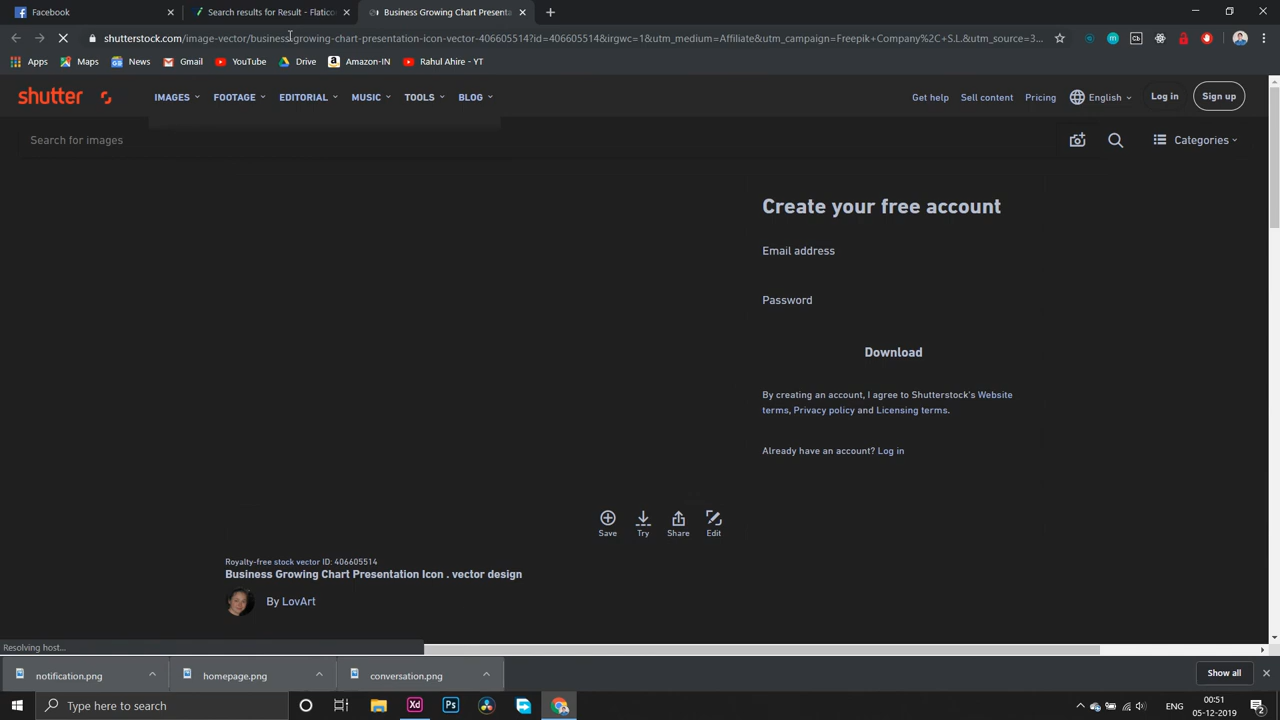 Facebook
Search results for Result - Flatico
Business Growing Chart Presenta
shutterstock.com/image-vector/business-growing-chart-presentation-icon-vector-406605514?id=406605514&irgwc=1&utm_medium=Affiliate&utm_campaign=Freepik+Company%2C+S.L.&utm_source=3...
Cb
Apps
Maps
News
Gmail
YouTube
Drive
Amazon-IN
Rahul Ahire - YT
shutter
IMAGES
FOOTAGE
EDITORIAL
MUSIC
TOOLS
BLOG
Get help
Sell content
Pricing
English
Log in
Sign up
Search for images
Categories
Create your free account
Email address
Password
Download
By creating an account, I agree to Shutterstock's Website
terms, Privacy policy and Licensing terms.
Already have an account? Log in
Save
Try
Share
Edit
Royalty-free stock vector ID: 406605514
Business Growing Chart Presentation Icon . vector design
By LovArt
Resolving host...
notification.png
homepage.png
conversation.png
Show all
Type here to search
Xd
Ps
00:51
05-12-2019
2